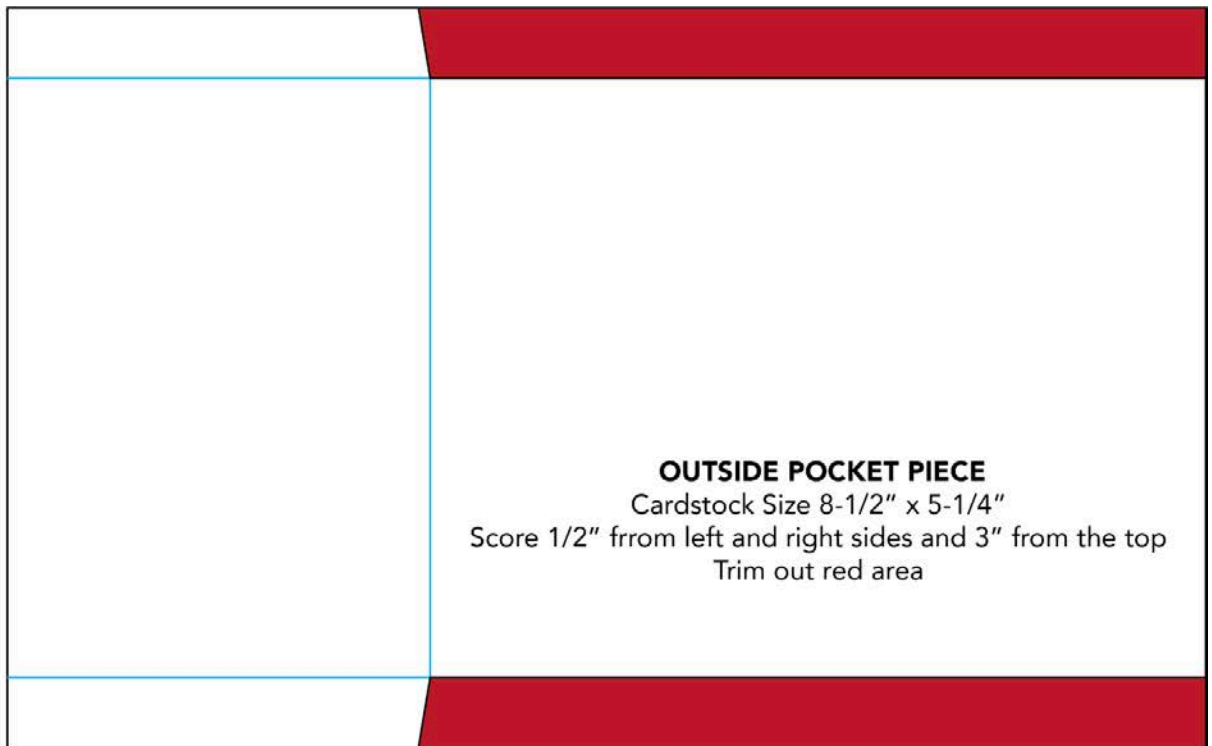 OUTSIDE POCKET PIECE
Cardstock Size 8-1/2” x 5-1/4”
Score 1/2” frrom left and right sides and 3” from the top
Trim out red area